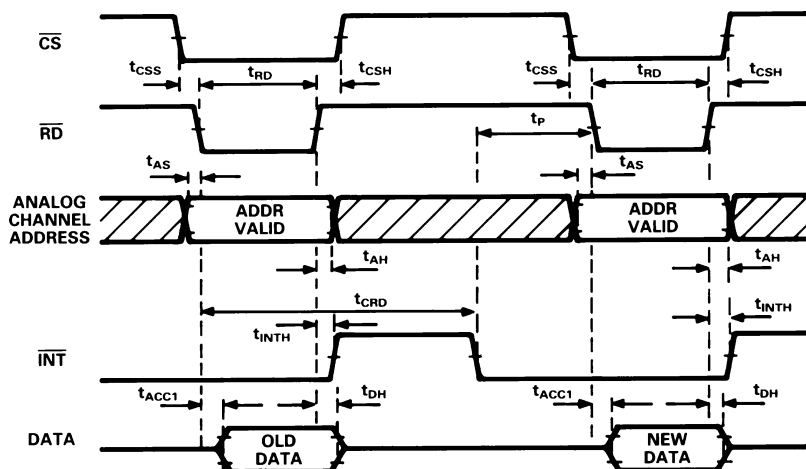 CS
tCSS tRD tCSH tCSS tRD tCSH
RD
tP
tAS tAS
ANALOG
CHANNEL
ADDRESS
ADDR
VALID
ADDR
VALID
tAH tAH
tCRD
tINTH tINTH
INT
tACC1 tDH tACC1 tDH
DATA
OLD
DATA
NEW
DATA